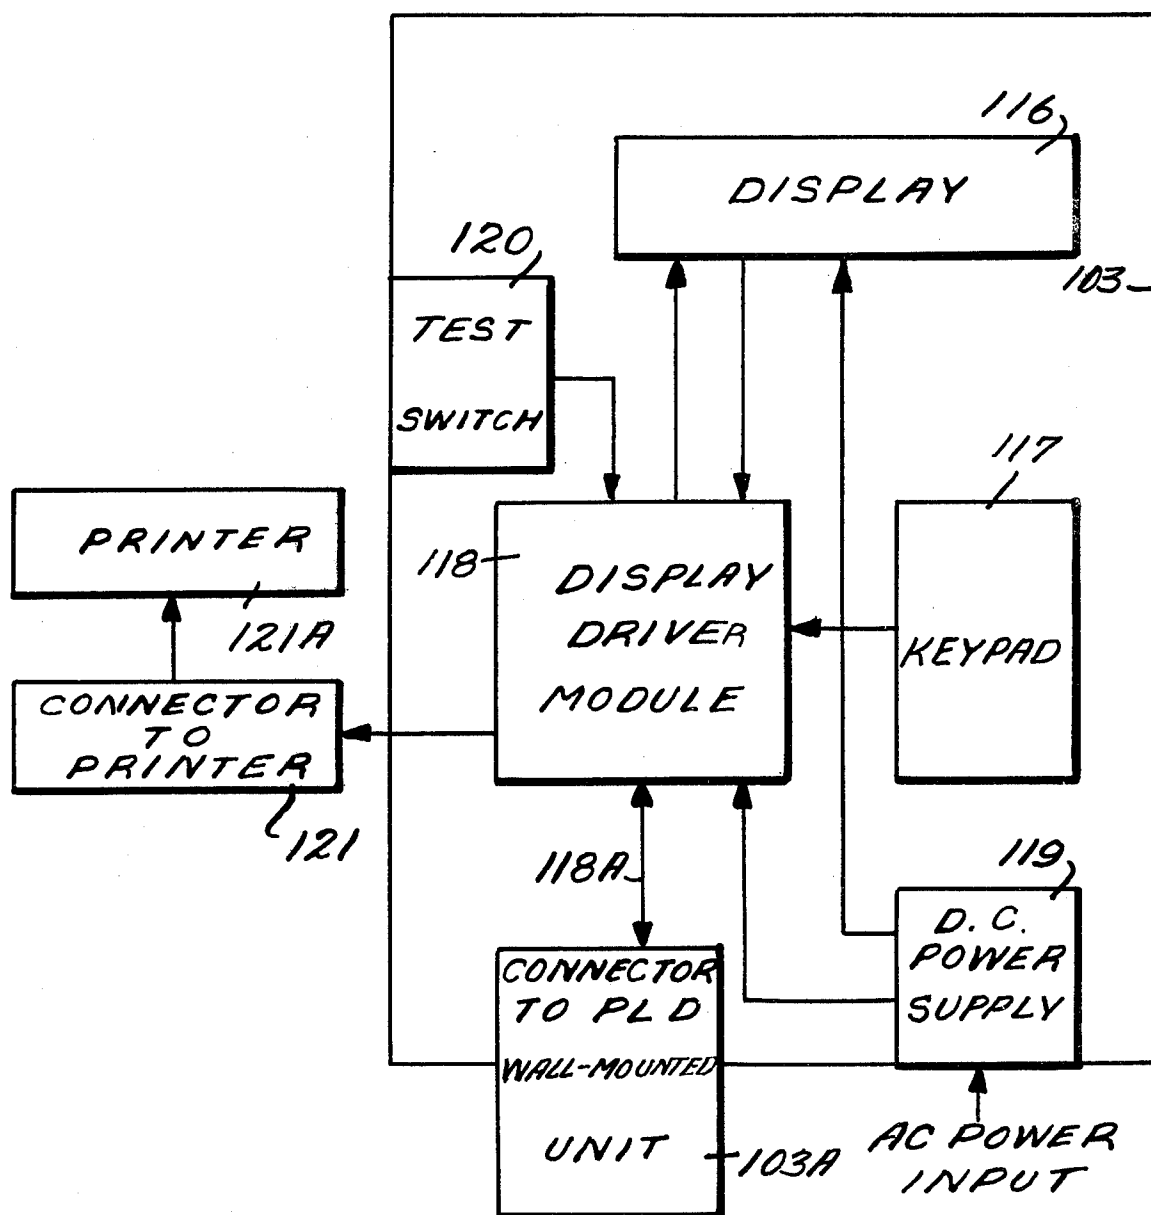 116
DISPLAY
103
120
TEST
SWITCH
117
KEYPAD
PRINTER
121A
118
DISPLAY
DRIVER
MODULE
CONNECTOR
TO
PRINTER
121
118A
119
D.C.
POWER
SUPPLY
CONNECTOR
TO PLD
WALL-MOUNTED
UNIT
103A
AC POWER
INPUT